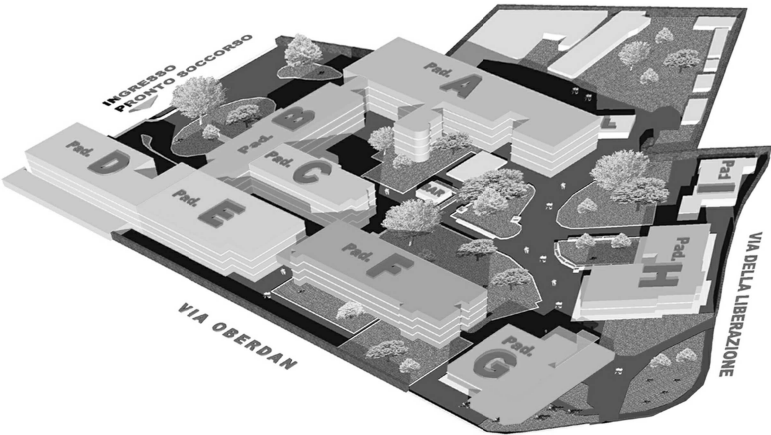 INGRESSO
PRONTO SOCCORSO
Pad.
A
Pad.
B
Pad.
C
Pad.
D
Pad.
E
Pad.
F
Pad.
G
Pad.
H
Pad.
I
BAR
VIA OBERDAN
VIA DELLA LIBERAZIONE